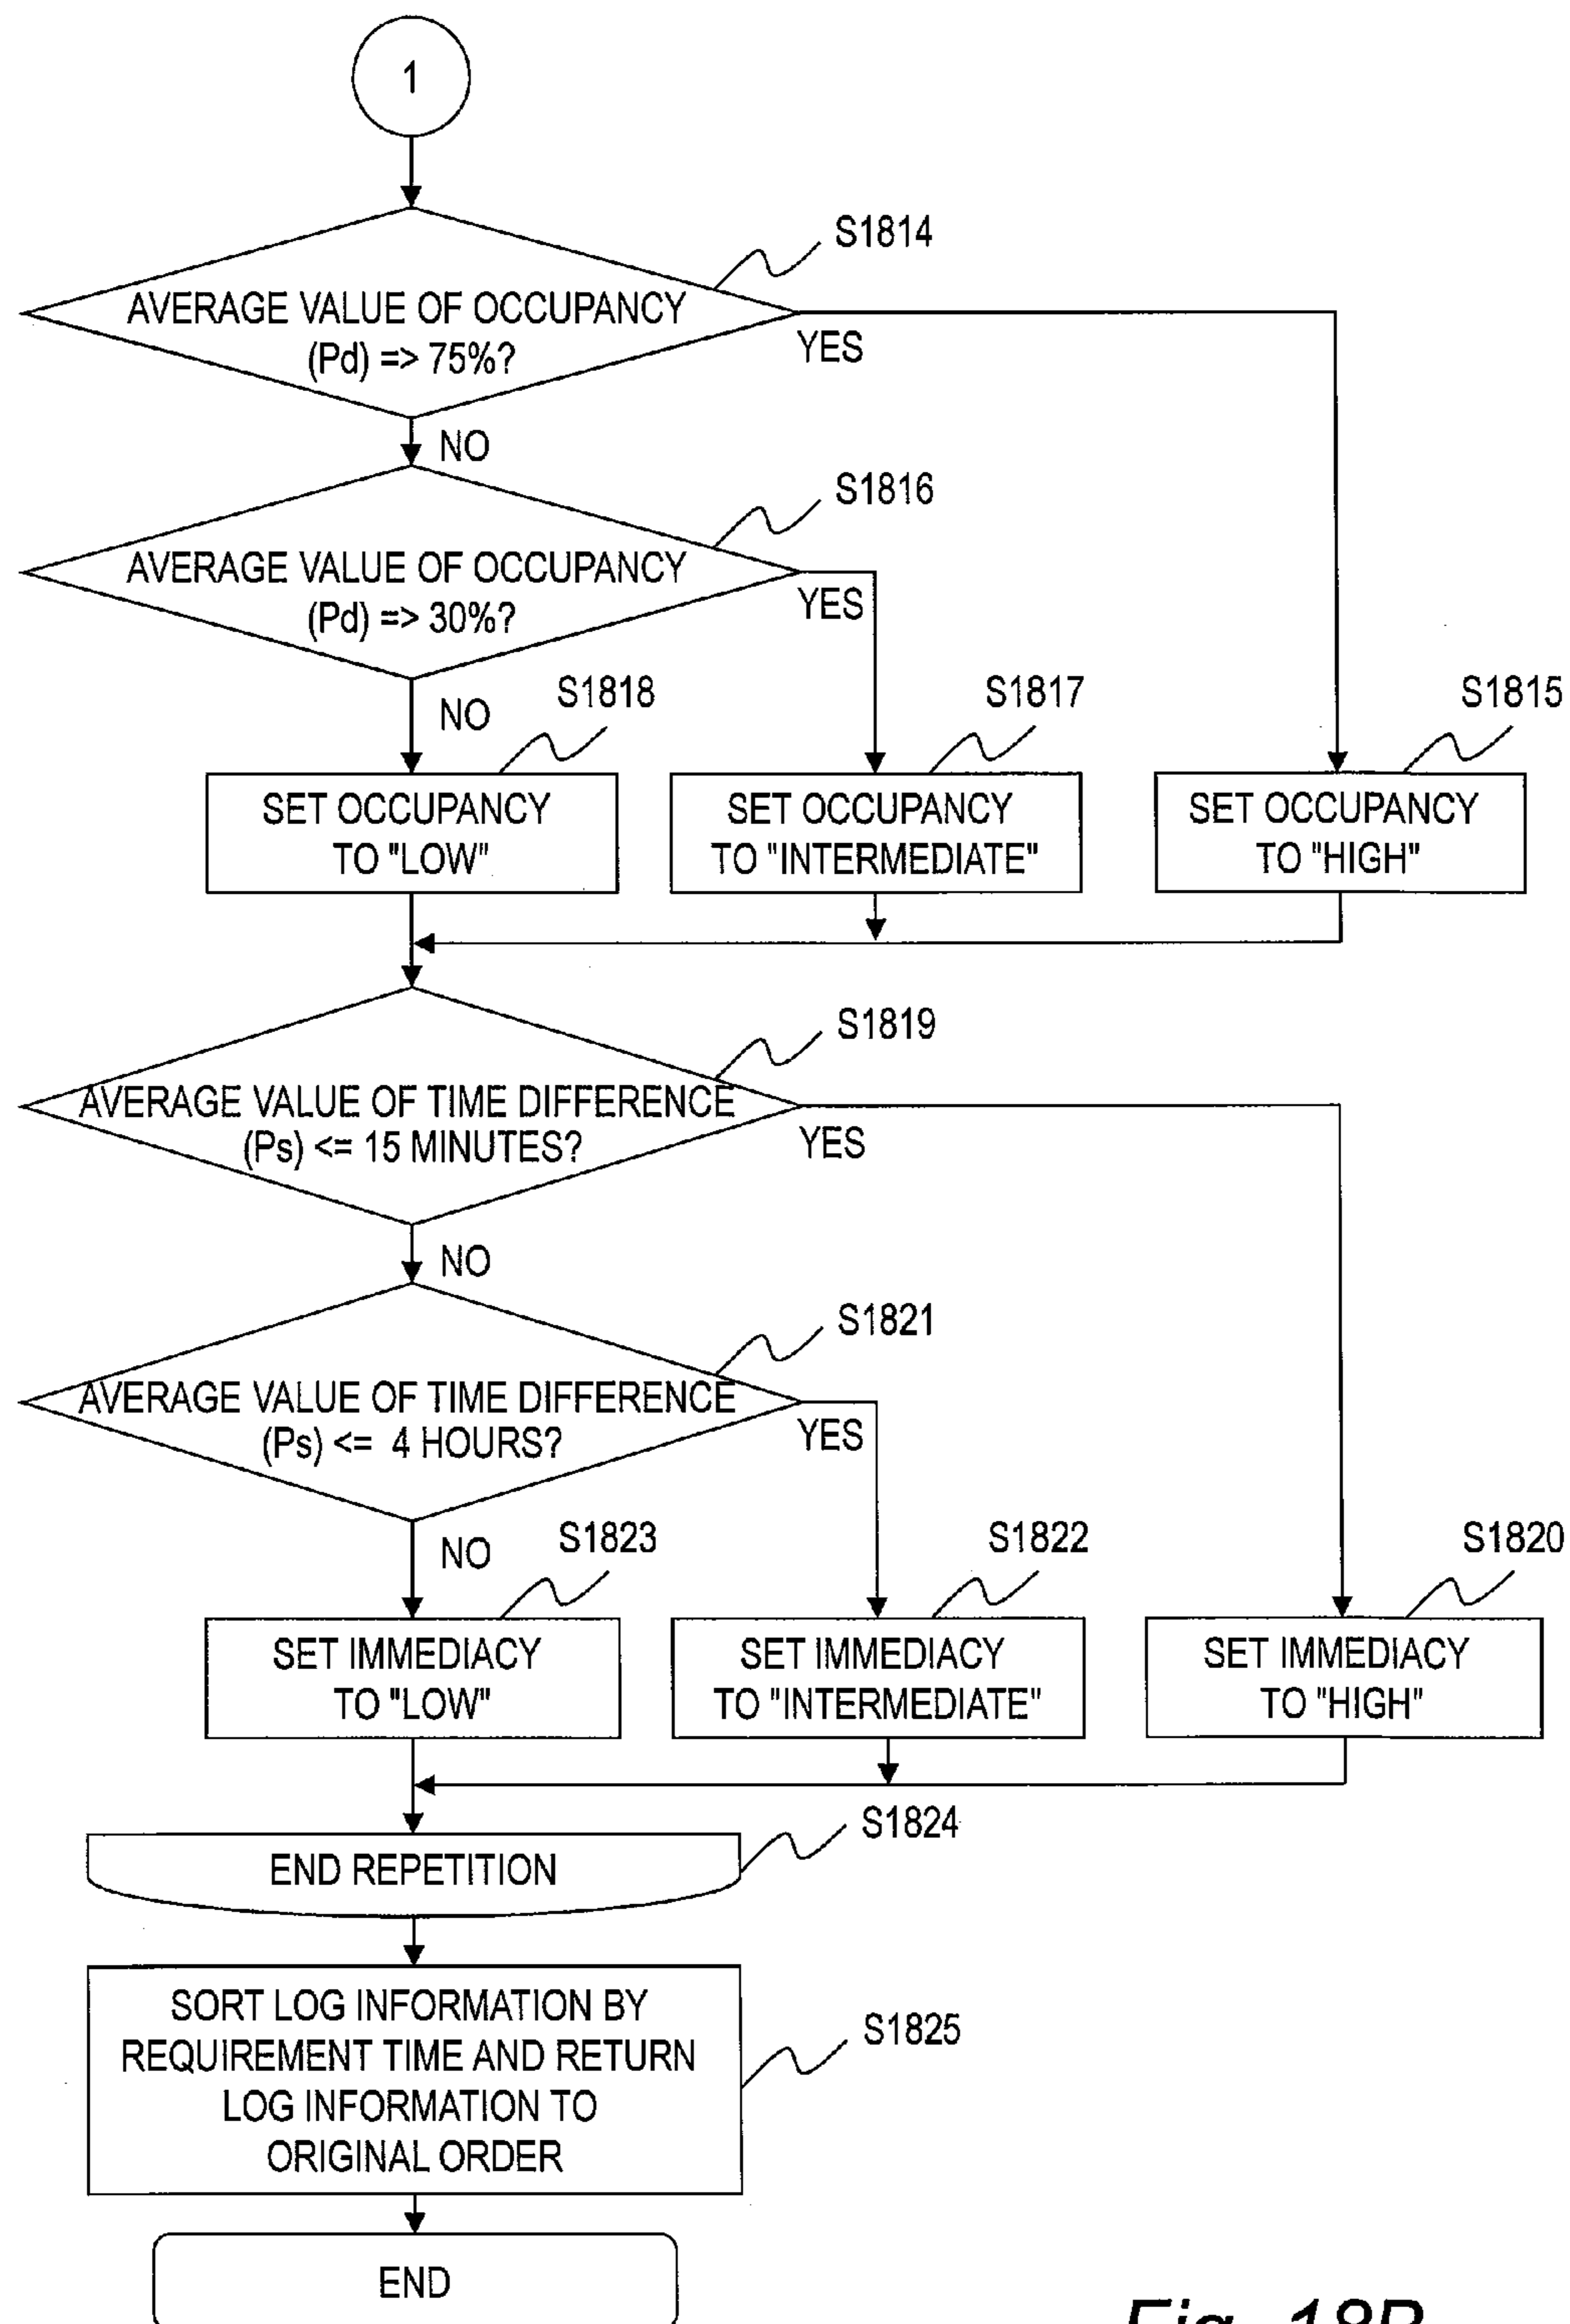 1
S1814
AVERAGE VALUE OF OCCUPANCY
(Pd) => 75%?
YES
NO
S1816
AVERAGE VALUE OF OCCUPANCY
(Pd) => 30%?
YES
NO
S1818
S1817
S1815
SET OCCUPANCY
TO "LOW"
SET OCCUPANCY
TO "INTERMEDIATE"
SET OCCUPANCY
TO "HIGH"
S1819
AVERAGE VALUE OF TIME DIFFERENCE
(Ps) <= 15 MINUTES?
YES
NO
S1821
AVERAGE VALUE OF TIME DIFFERENCE
(Ps) <= 4 HOURS?
YES
NO
S1823
S1822
S1820
SET IMMEDIACY
TO "LOW"
SET IMMEDIACY
TO "INTERMEDIATE"
SET IMMEDIACY
TO "HIGH"
S1824
END REPETITION
SORT LOG INFORMATION BY
REQUIREMENT TIME AND RETURN
LOG INFORMATION TO
ORIGINAL ORDER
S1825
END
Fig. 18B